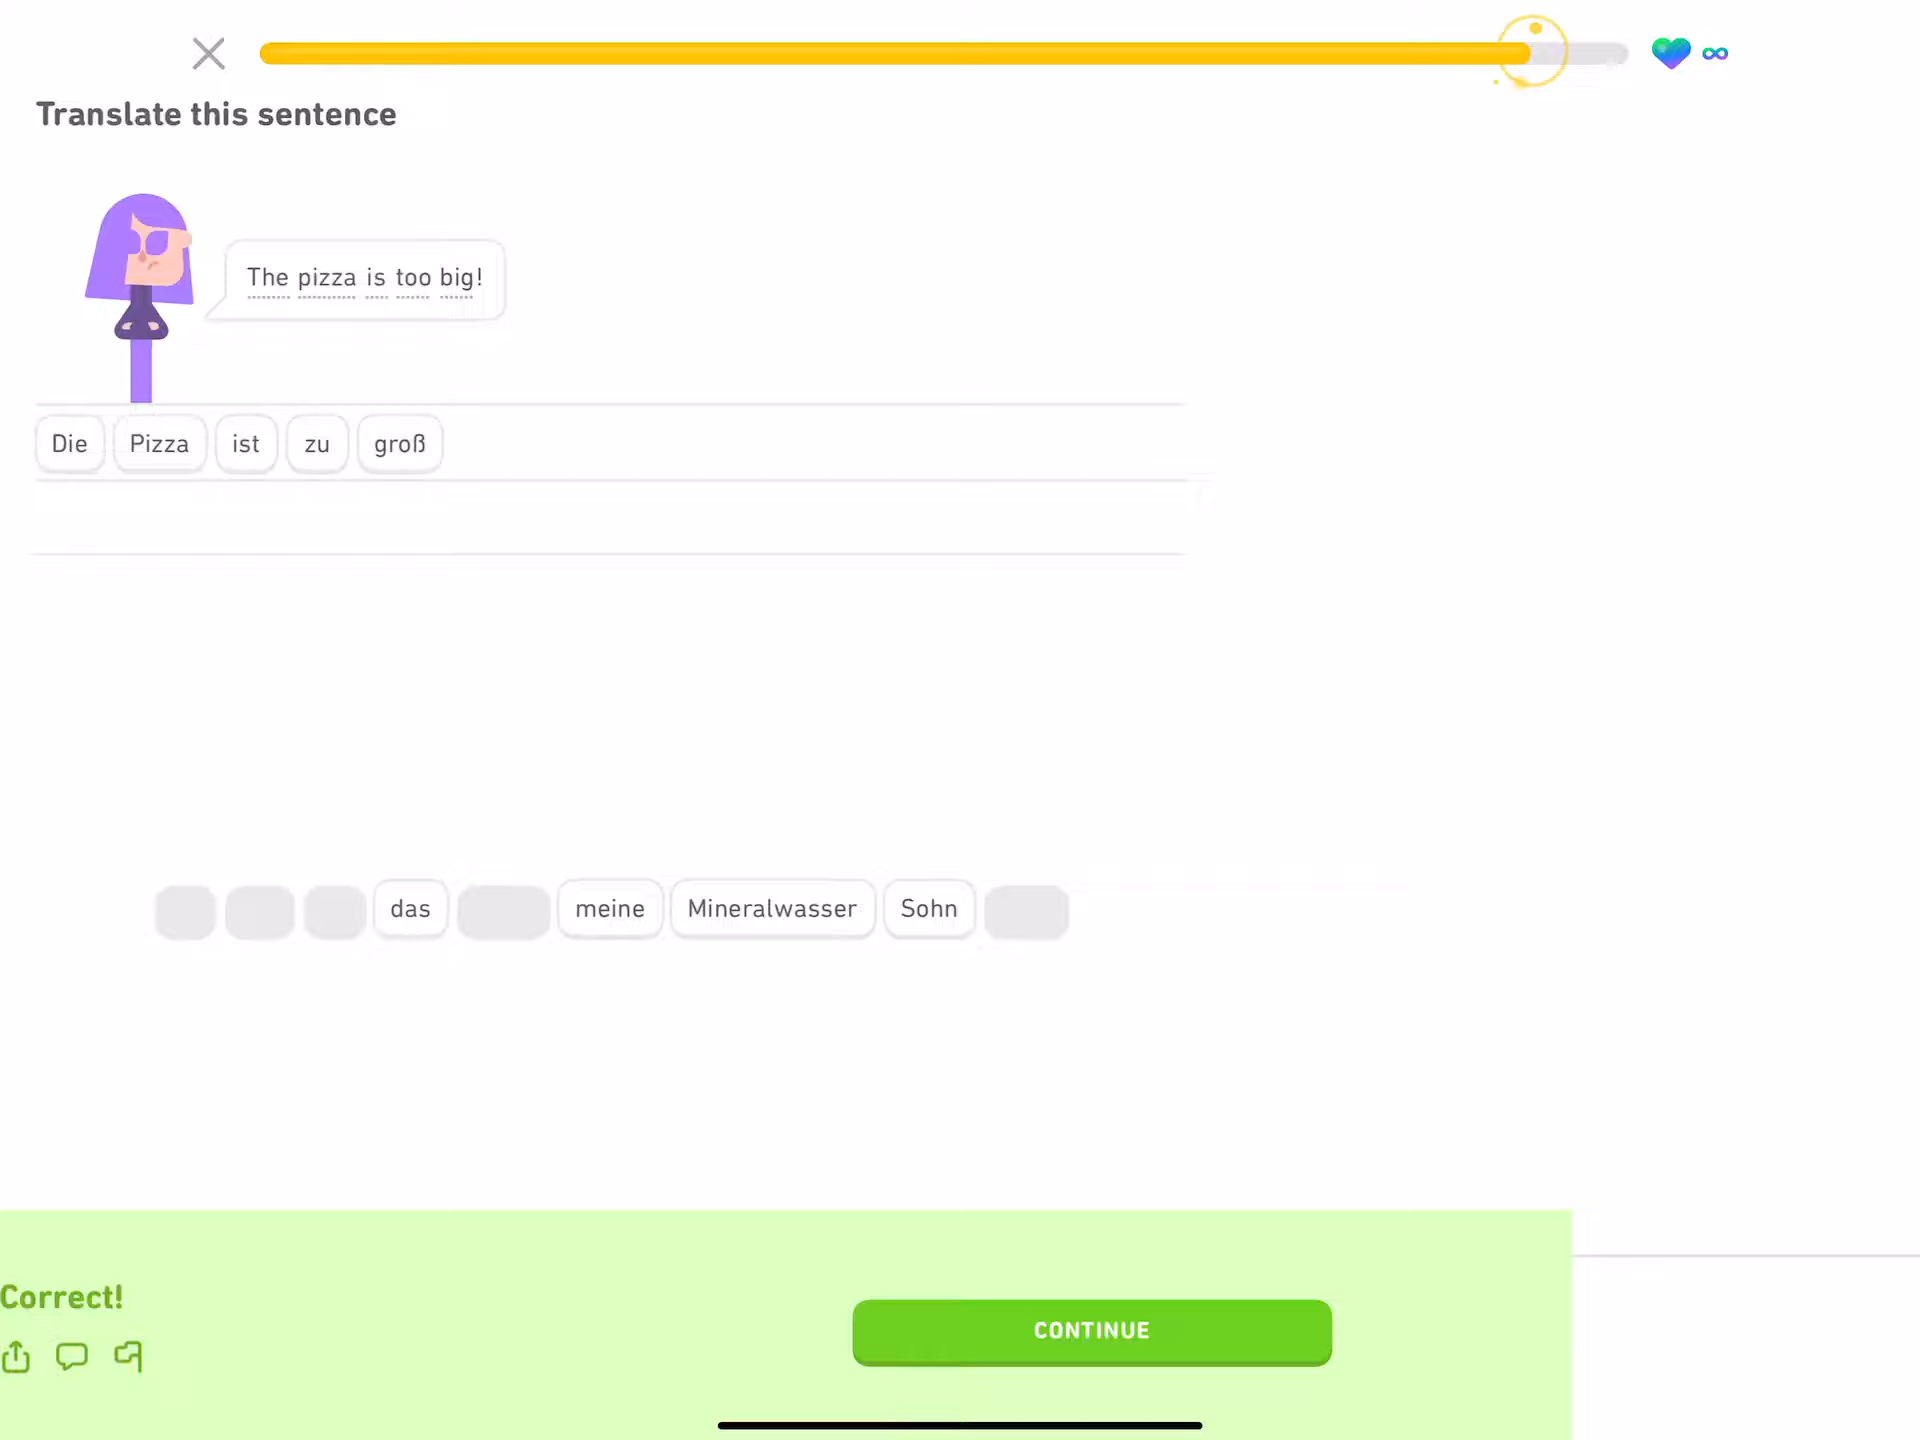 Translate this sentence
The pizza is too big!
Die Pizza ist zu groß
das meine Mineralwasser Sohn
Correct!
CONTINUE